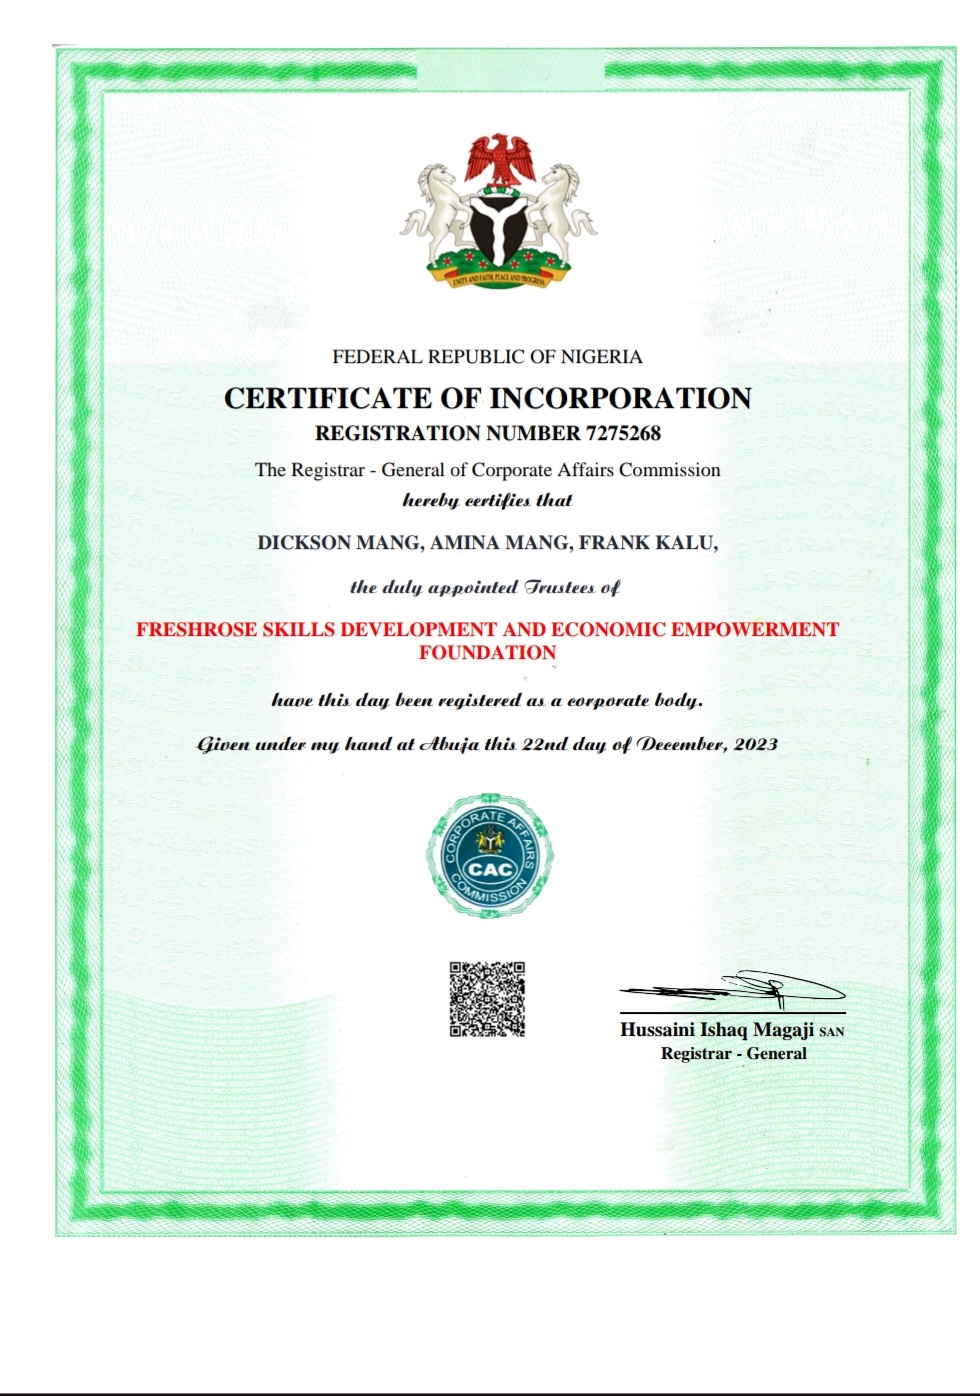 UNITY AND FAITH, PEACE AND PROGRESS
FEDERAL REPUBLIC OF NIGERIA
CERTIFICATE OF INCORPORATION
REGISTRATION NUMBER 7275268
The Registrar - General of Corporate Affairs Commission
hereby certifies that
DICKSON MANG, AMINA MANG, FRANK KALU,
the duly appointed Trustees of
FRESHROSE SKILLS DEVELOPMENT AND ECONOMIC EMPOWERMENT
FOUNDATION
have this day been registered as a corporate body.
Given under my hand at Abuja this 22nd day of December, 2023
CORPORATE AFFAIRS
CAC
COMMISSION
Hussaini Ishaq Magaji SAN
Registrar - General